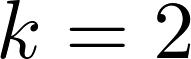 k = 2